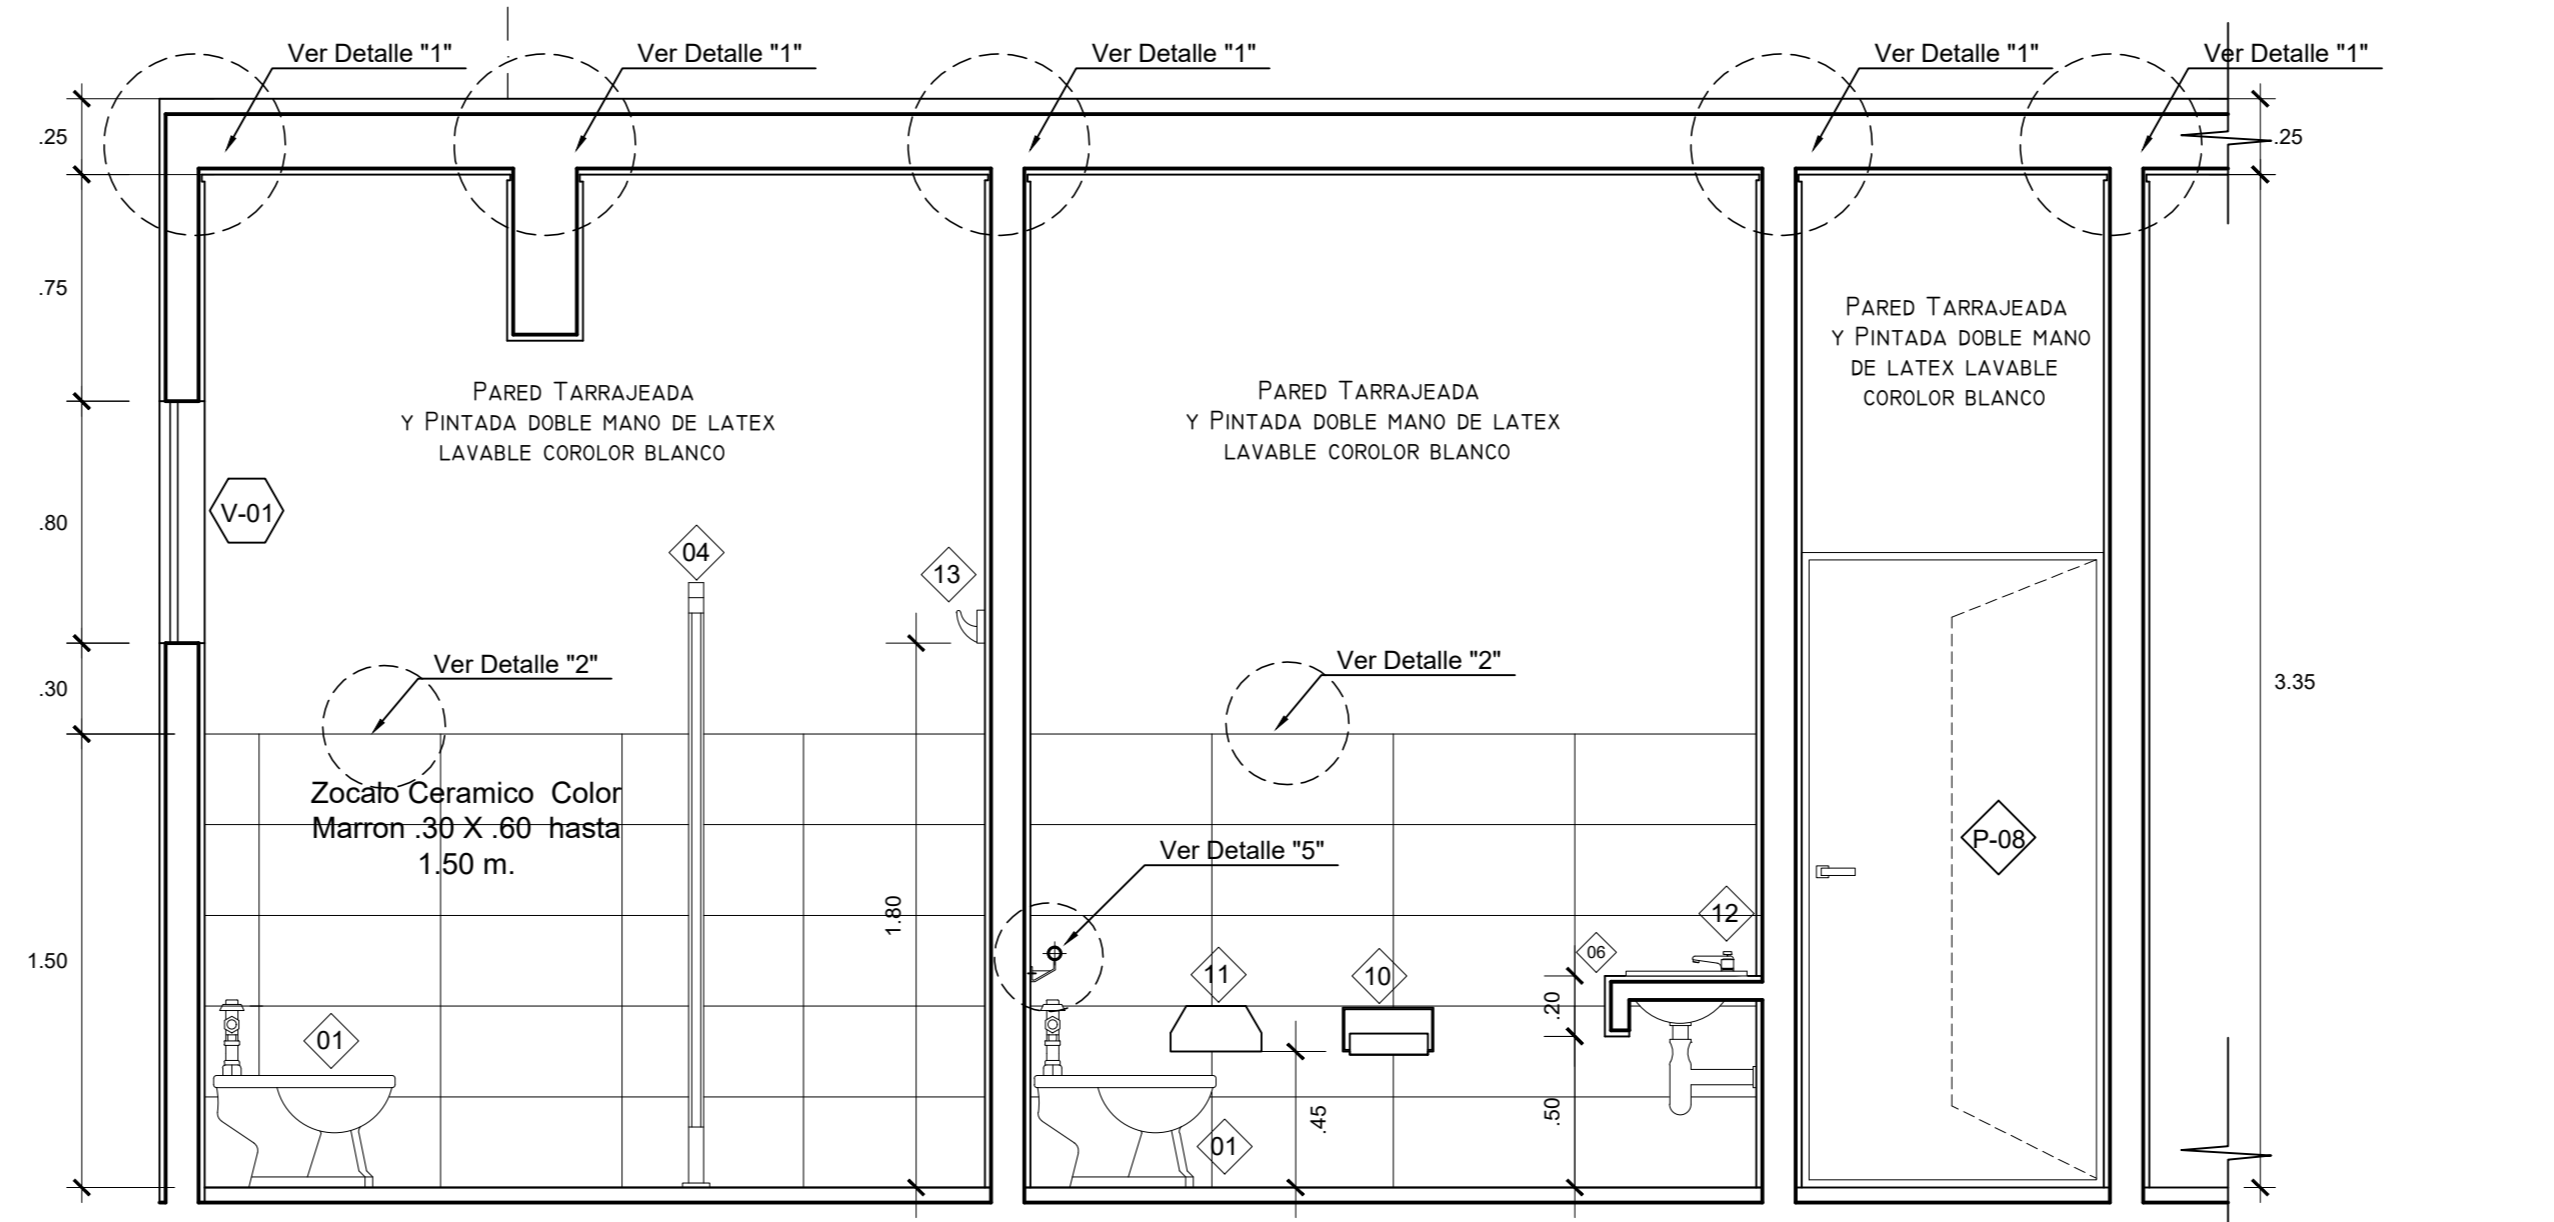 Ver Detalle "1"
Ver Detalle "1"
Ver Detalle "1"
Ver Detalle "1"
Ver Detalle "1"
.25
.25
.75
PARED TARRAJEADA
Y PINTADA DOBLE MANO DE LATEX
LAVABLE COROLOR BLANCO
PARED TARRAJEADA
Y PINTADA DOBLE MANO DE LATEX
LAVABLE COROLOR BLANCO
PARED TARRAJEADA
Y PINTADA DOBLE MANO
DE LATEX LAVABLE
COROLOR BLANCO
.80
V-01
04
13
.30
Ver Detalle "2"
Ver Detalle "2"
3.35
Zocalo Ceramico Color
Marron .30 X .60 hasta
1.50 m.
Ver Detalle "5"
P-08
1.80
12
06
1.50
11
10
.20
01
.45
.50
01